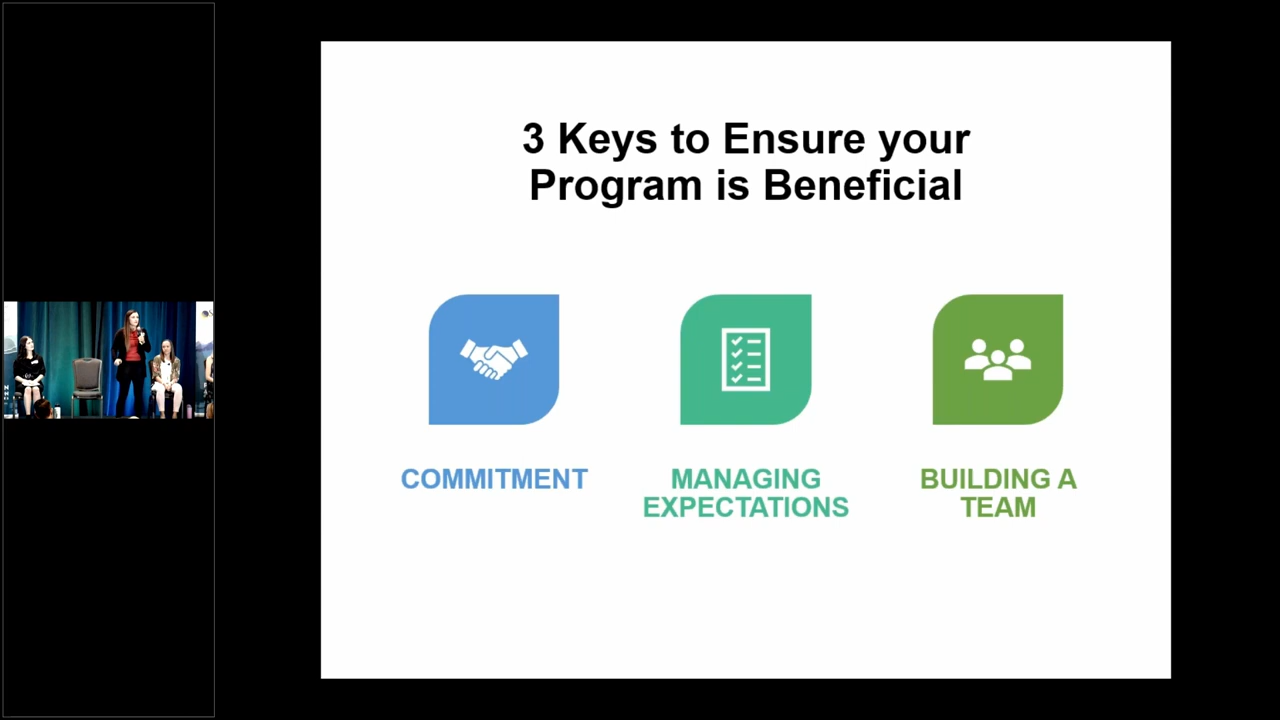 3 Keys to Ensure your
Program is Beneficial
COMMITMENT
MANAGING
EXPECTATIONS
BUILDING A
TEAM